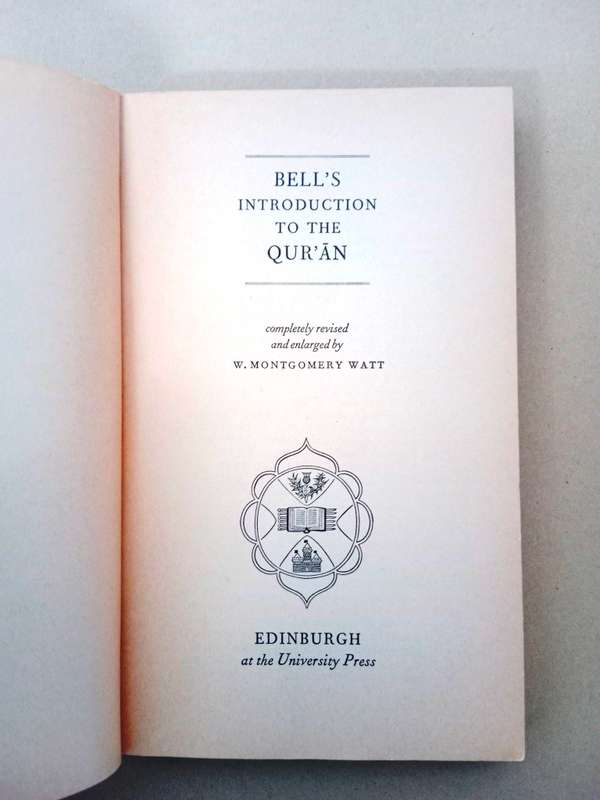 BELL'S
INTRODUCTION
TO THE
QUR'ĀN
completely revised
and enlarged by
W. MONTGOMERY WATT
EDINBURGH
at the University Press